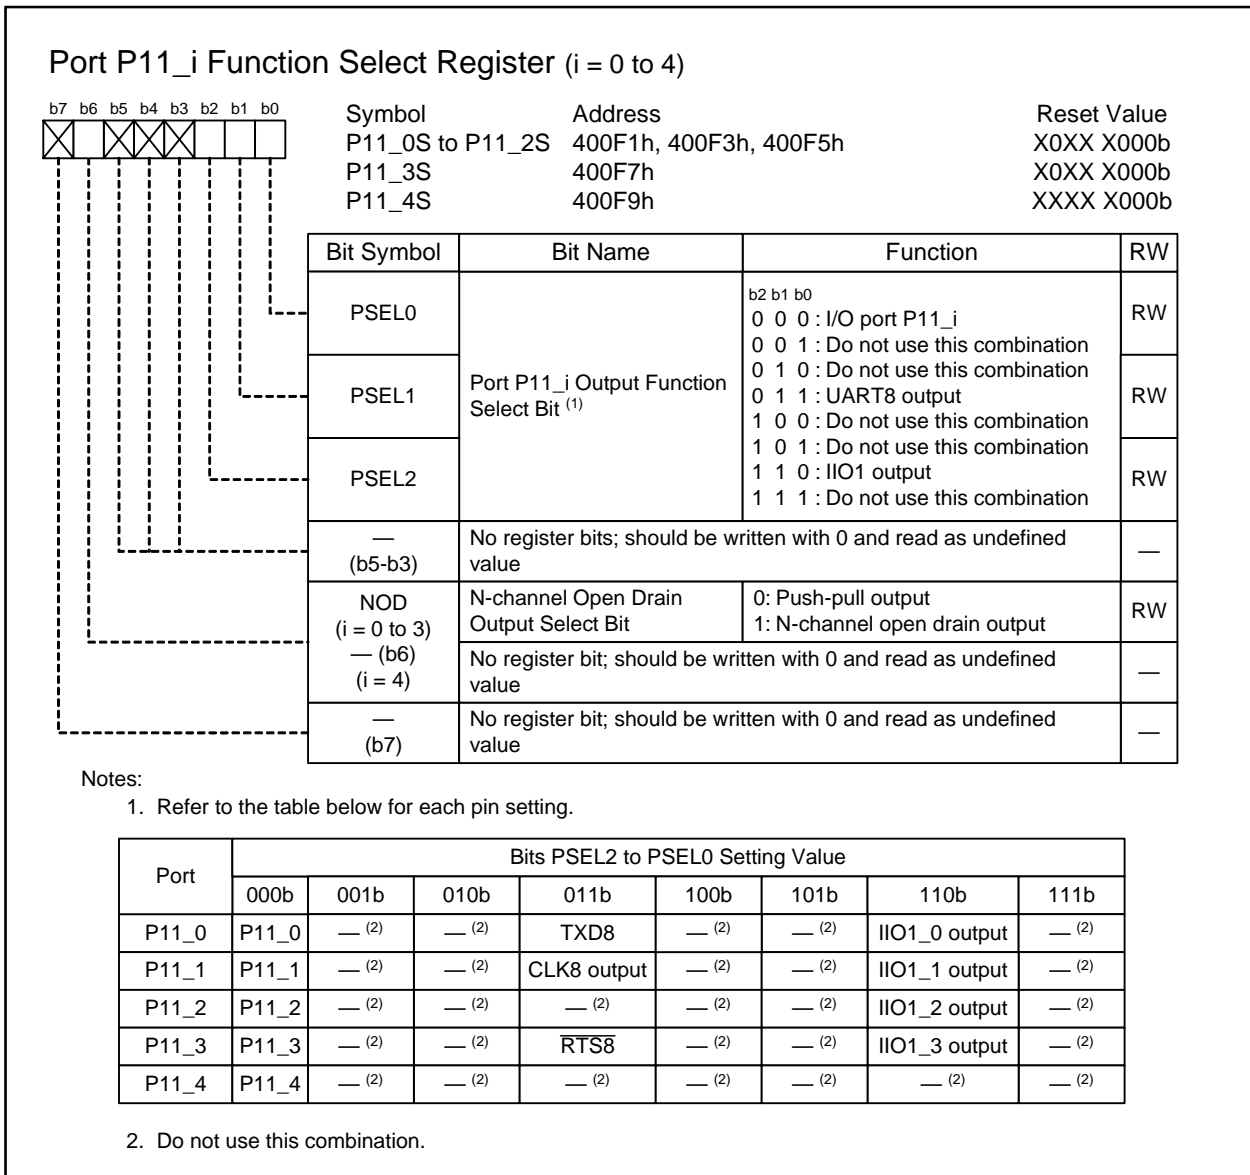 Port P11_i Function Select Register (i = 0 to 4)
b7 b6 b5 b4 b3 b2 b1 b0
Symbol Address Reset Value
P11_0S to P11_2S 400F1h, 400F3h, 400F5h X0XX X000b
P11_3S 400F7h X0XX X000b
P11_4S 400F9h XXXX X000b
Bit Symbol Bit Name Function RW
PSEL0 RW
PSEL1 RW
PSEL2 RW
Port P11_i Output Function
Select Bit (1)
b2 b1 b0
0 0 0 : I/O port P11_i
0 0 1 : Do not use this combination
0 1 0 : Do not use this combination
0 1 1 : UART8 output
1 0 0 : Do not use this combination
1 0 1 : Do not use this combination
1 1 0 : IIO1 output
1 1 1 : Do not use this combination
—
(b5-b3)
No register bits; should be written with 0 and read as undefined
value
—
NOD
(i = 0 to 3)
— (b6)
(i = 4)
N-channel Open Drain
Output Select Bit
0: Push-pull output
1: N-channel open drain output
RW
No register bit; should be written with 0 and read as undefined
value
—
—
(b7)
No register bit; should be written with 0 and read as undefined
value
—
Notes:
1. Refer to the table below for each pin setting.
Port Bits PSEL2 to PSEL0 Setting Value
000b 001b 010b 011b 100b 101b 110b 111b
P11_0 P11_0 — (2) — (2) TXD8 — (2) — (2) IIO1_0 output — (2)
P11_1 P11_1 — (2) — (2) CLK8 output — (2) — (2) IIO1_1 output — (2)
P11_2 P11_2 — (2) — (2) — (2) — (2) — (2) IIO1_2 output — (2)
P11_3 P11_3 — (2) — (2) R̅T̅S̅8̅ — (2) — (2) IIO1_3 output — (2)
P11_4 P11_4 — (2) — (2) — (2) — (2) — (2) — (2) — (2)
2. Do not use this combination.